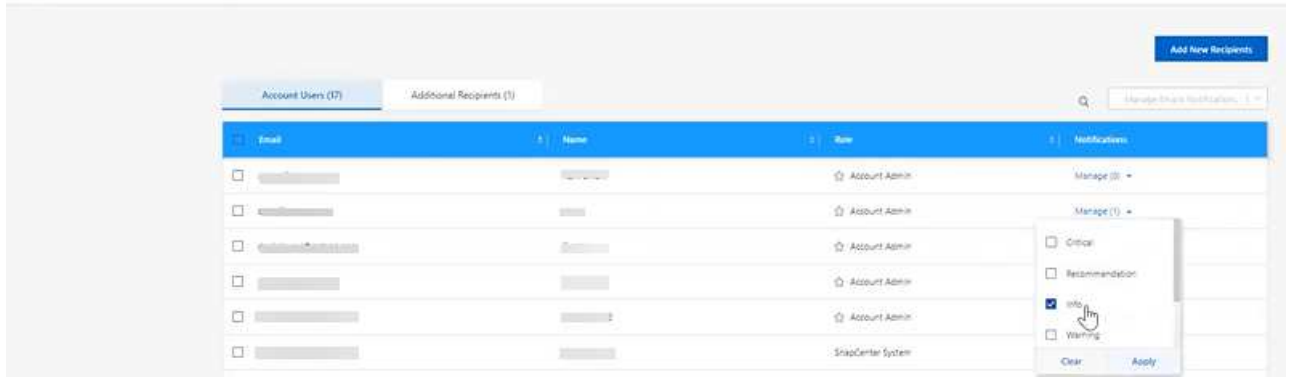 Add New Recipients
Account Users (17) Additional Recipients (1)
Email Name Role Notifications
Account Admin Manage (3)
Account Admin Manage (1)
Account Admin Critical
Account Admin Recommendation
Account Admin Info
SnapCenter System Warning
Clear Apply